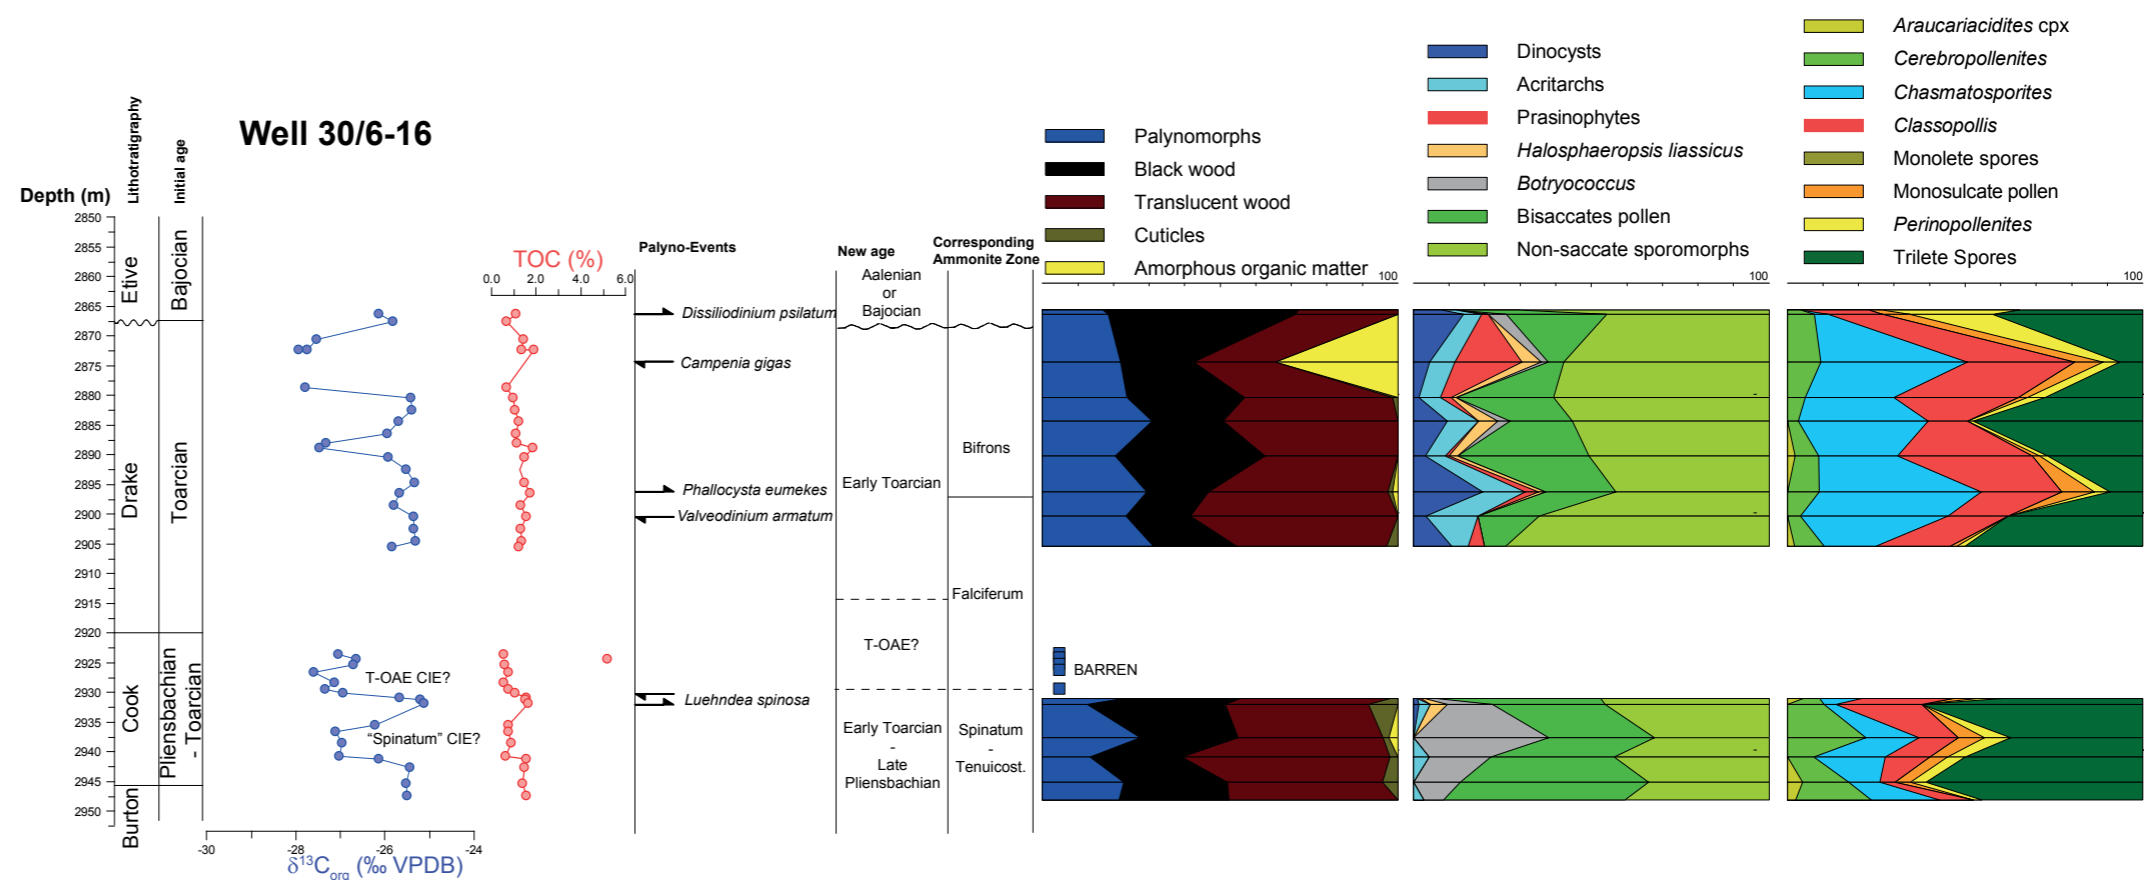 Well 30/6-16
Depth (m)
Lithotratigraphy
Initial age
2850
2855
2860
2865
2870
2875
2880
2885
2890
2895
2900
2905
2910
2915
2920
2925
2930
2935
2940
2945
2950
Etive
Drake
Cook
Burton
Bajocian
Toarcian
Pliensbachian
- Toarcian
-30
-28
-26
-24
δ13Corg (‰ VPDB)
T-OAE CIE?
“Spinatum” CIE?
TOC (%)
0.0
2.0
4.0
6.0
Palyno-Events
Dissiliodinium psilatum
Campenia gigas
Phallocysta eumekes
Valveodinium armatum
Luehndea spinosa
New age
Aalenian
or
Bajocian
Early Toarcian
T-OAE?
Early Toarcian
-
Late
Pliensbachian
Corresponding
Ammonite Zone
Bifrons
Falciferum
Spinatum
-
Tenuicost.
Palynomorphs
Black wood
Translucent wood
Cuticles
Amorphous organic matter
100
BARREN
Dinocysts
Acritarchs
Prasinophytes
Halosphaeropsis liassicus
Botryococcus
Bisaccates pollen
Non-saccate sporomorphs
100
Araucariacidites cpx
Cerebropollenites
Chasmatosporites
Classopollis
Monolete spores
Monosulcate pollen
Perinopollenites
Trilete Spores
100